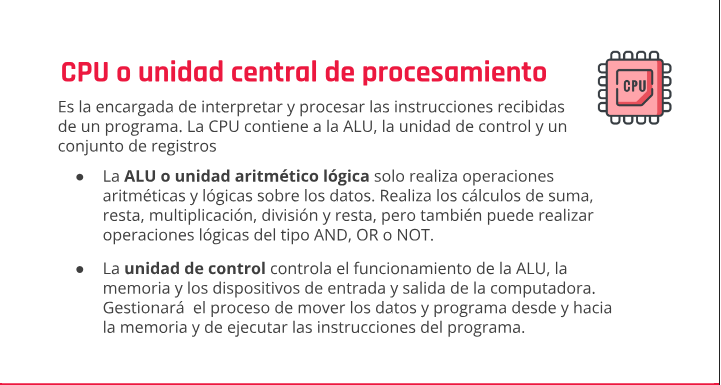 CPU o unidad central de procesamiento
CPU
Es la encargada de interpretar y procesar las instrucciones recibidas
de un programa. La CPU contiene a la ALU, la unidad de control y un
conjunto de registros
● La ALU o unidad aritmético lógica solo realiza operaciones
aritméticas y lógicas sobre los datos. Realiza los cálculos de suma,
resta, multiplicación, división y resta, pero también puede realizar
operaciones lógicas del tipo AND, OR o NOT.
● La unidad de control controla el funcionamiento de la ALU, la
memoria y los dispositivos de entrada y salida de la computadora.
Gestionará  el proceso de mover los datos y programa desde y hacia
la memoria y de ejecutar las instrucciones del programa.